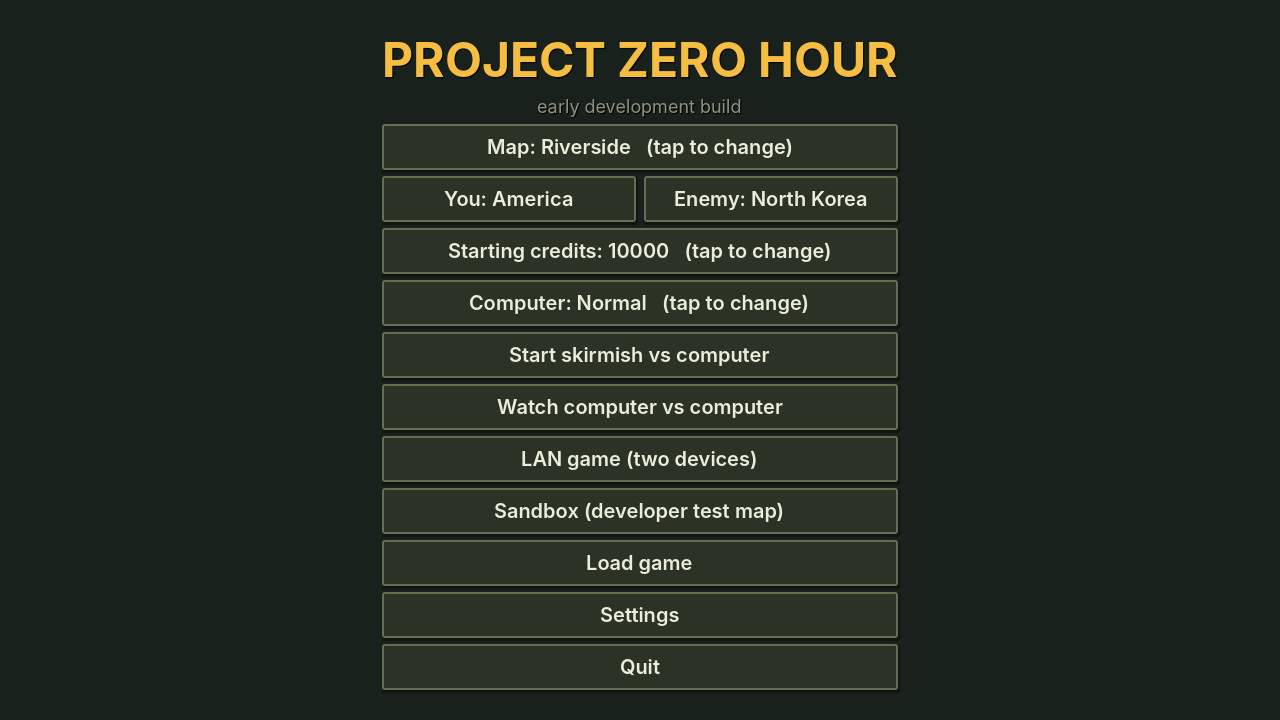 PROJECT ZERO HOUR
early development build
Map: Riverside (tap to change)
You: America
Enemy: North Korea
Starting credits: 10000 (tap to change)
Computer: Normal (tap to change)
Start skirmish vs computer
Watch computer vs computer
LAN game (two devices)
Sandbox (developer test map)
Load game
Settings
Quit